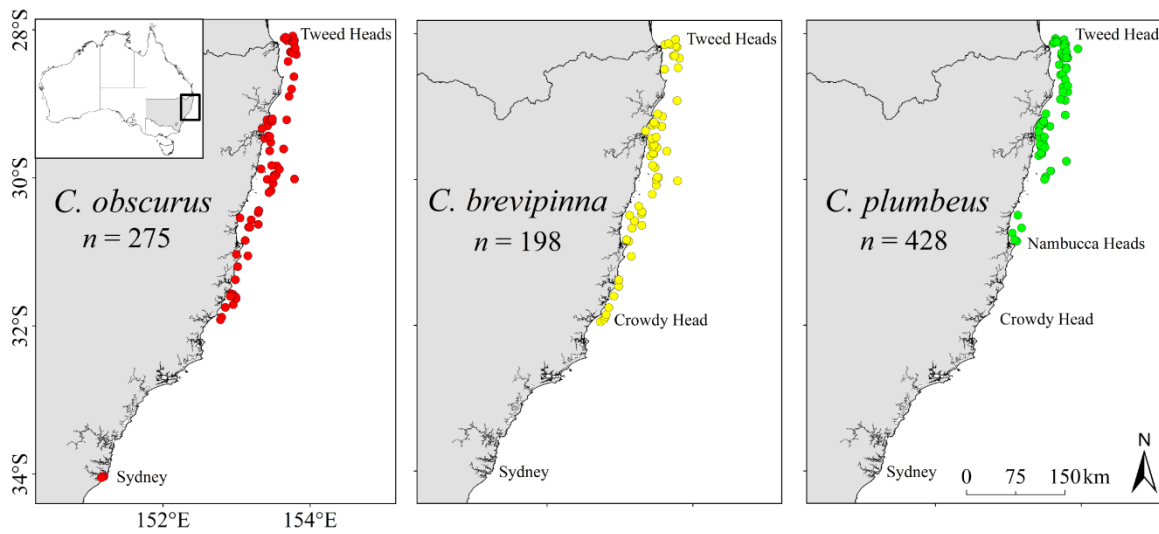 28°S
30°S
32°S
34°S
Tweed Heads
C. obscurus
n = 275
Sydney
152°E
154°E
Tweed Heads
C. brevipinna
n = 198
Crowdy Head
Sydney
Tweed Head
C. plumbeus
n = 428
Nambucca Heads
Crowdy Head
Sydney
N
0 75 150 km